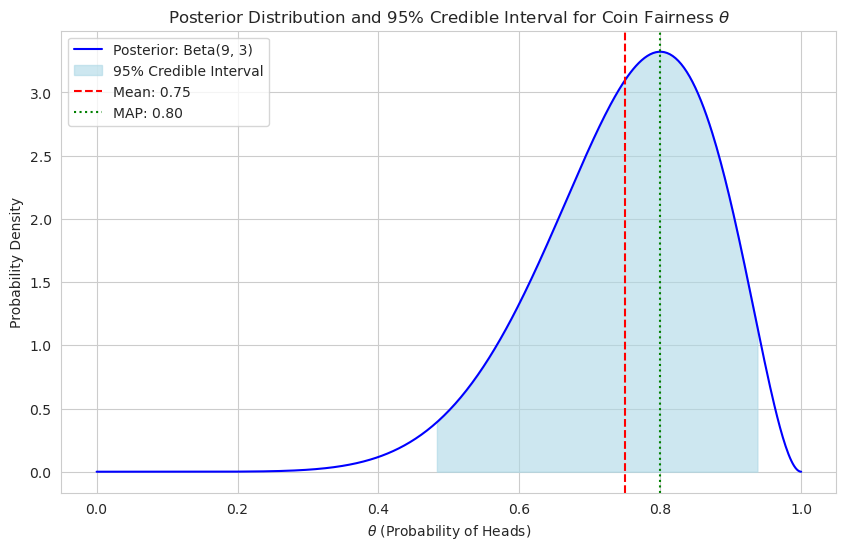 Posterior Distribution and 95% Credible Interval for Coin Fairness θ
Posterior: Beta(9, 3)
95% Credible Interval
Mean: 0.75
MAP: 0.80
Probability Density
3.0
2.5
2.0
1.5
1.0
0.5
0.0
0.0 0.2 0.4 0.6 0.8 1.0
θ (Probability of Heads)